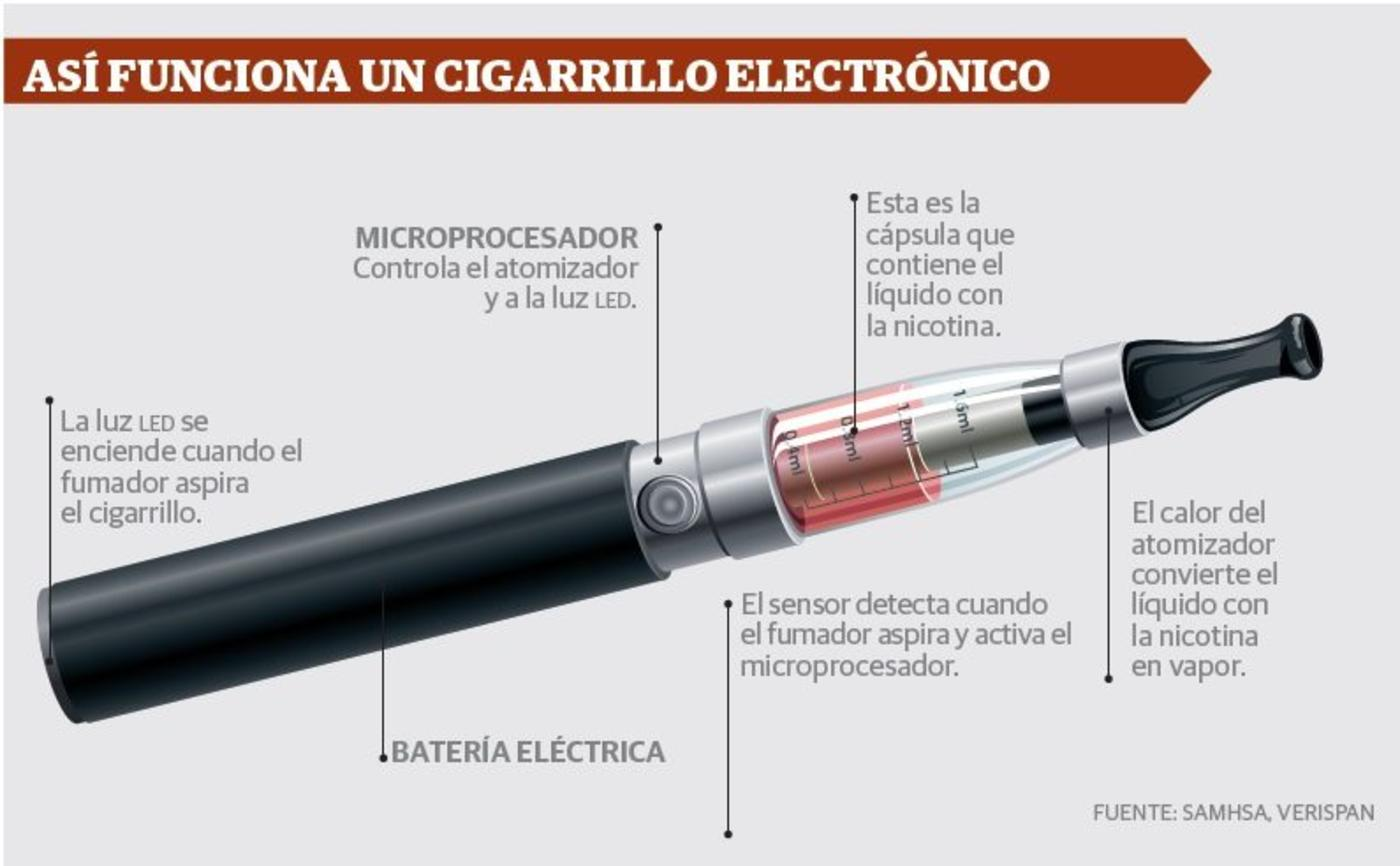 ASÍ FUNCIONA UN CIGARRILLO ELECTRÓNICO
MICROPROCESADOR
Controla el atomizador
y a la luz LED.
Esta es la
cápsula que
contiene el
líquido con
la nicotina.
La luz LED se
enciende cuando el
fumador aspira
el cigarrillo.
0.4ml
0.8ml
1.2ml
1.6ml
El calor del
atomizador
convierte el
líquido con
la nicotina
en vapor.
El sensor detecta cuando
el fumador aspira y activa el
microprocesador.
BATERÍA ELÉCTRICA
FUENTE: SAMHSA, VERISPAN